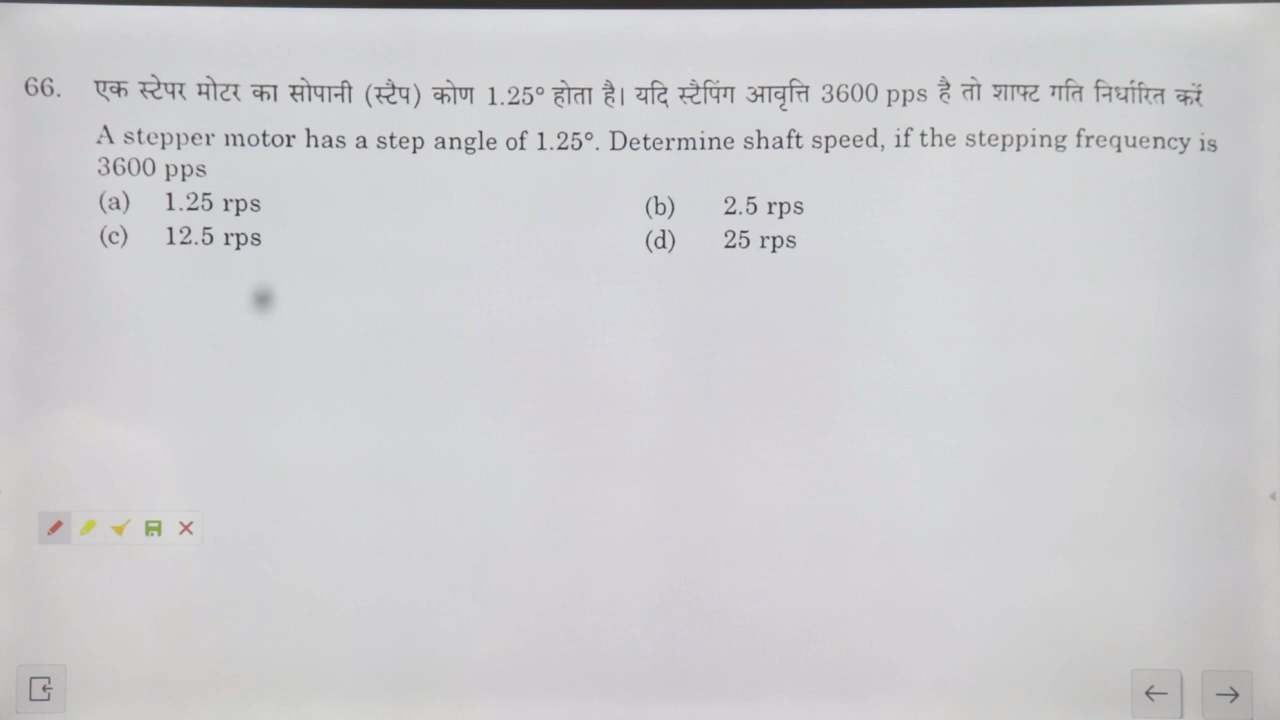 66. एक स्टेपर मोटर का सोपानी (स्टैप) कोण 1.25° होता है। यदि स्टैपिंग आवृत्ति 3600 pps है तो शाफ्ट गति निर्धारित करें
A stepper motor has a step angle of 1.25°. Determine shaft speed, if the stepping frequency is
3600 pps
(a) 1.25 rps (b) 2.5 rps
(c) 12.5 rps (d) 25 rps